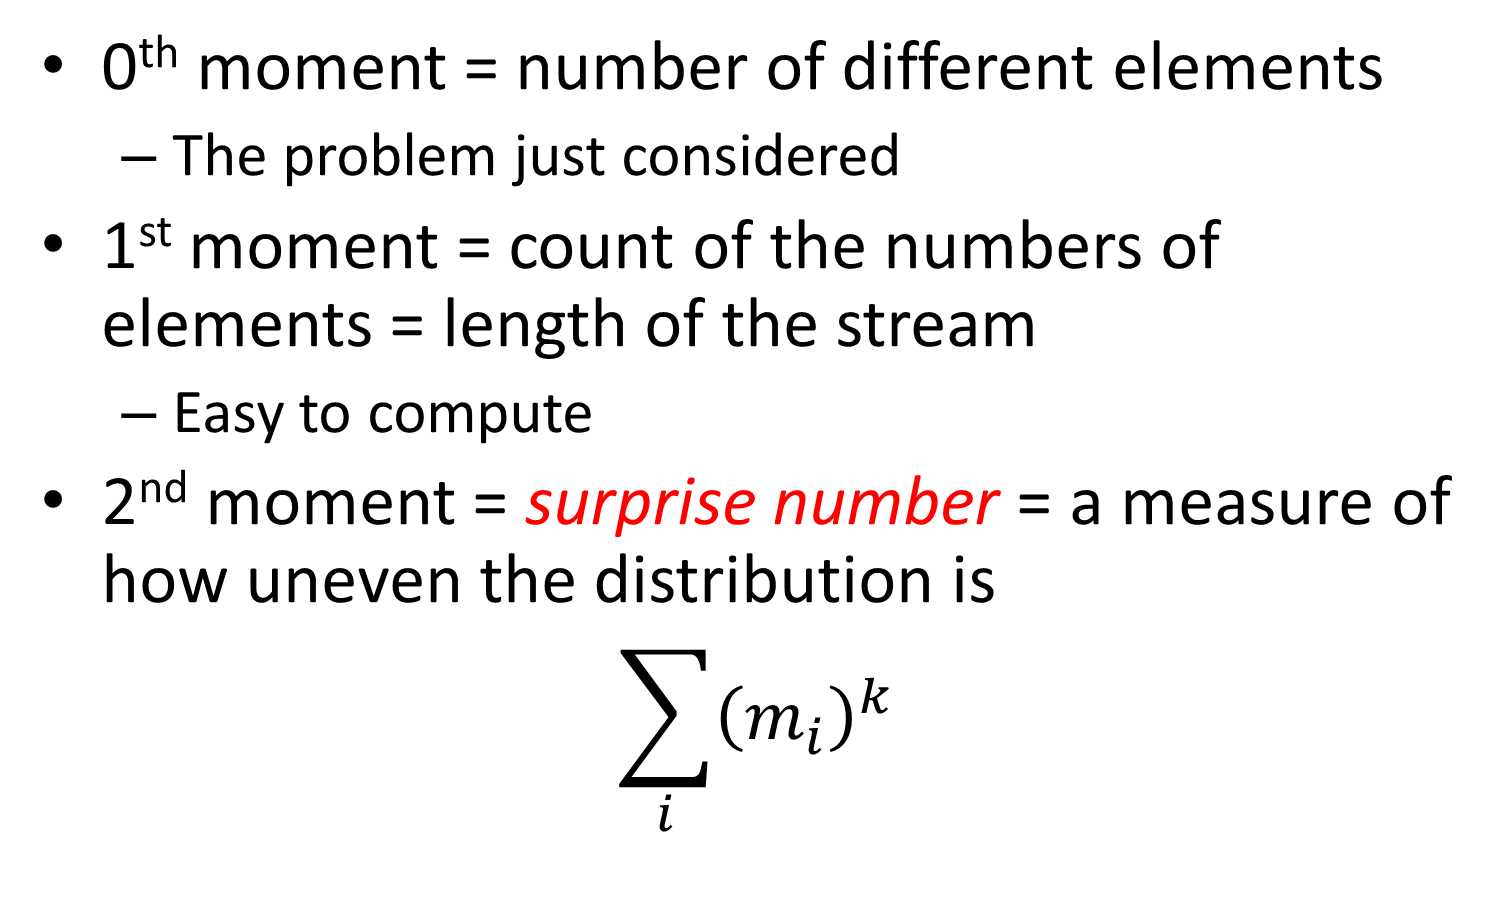 • 0th moment = number of different elements
– The problem just considered
• 1st moment = count of the numbers of
elements = length of the stream
– Easy to compute
• 2nd moment = surprise number = a measure of
how uneven the distribution is
∑_i (m_i)^k